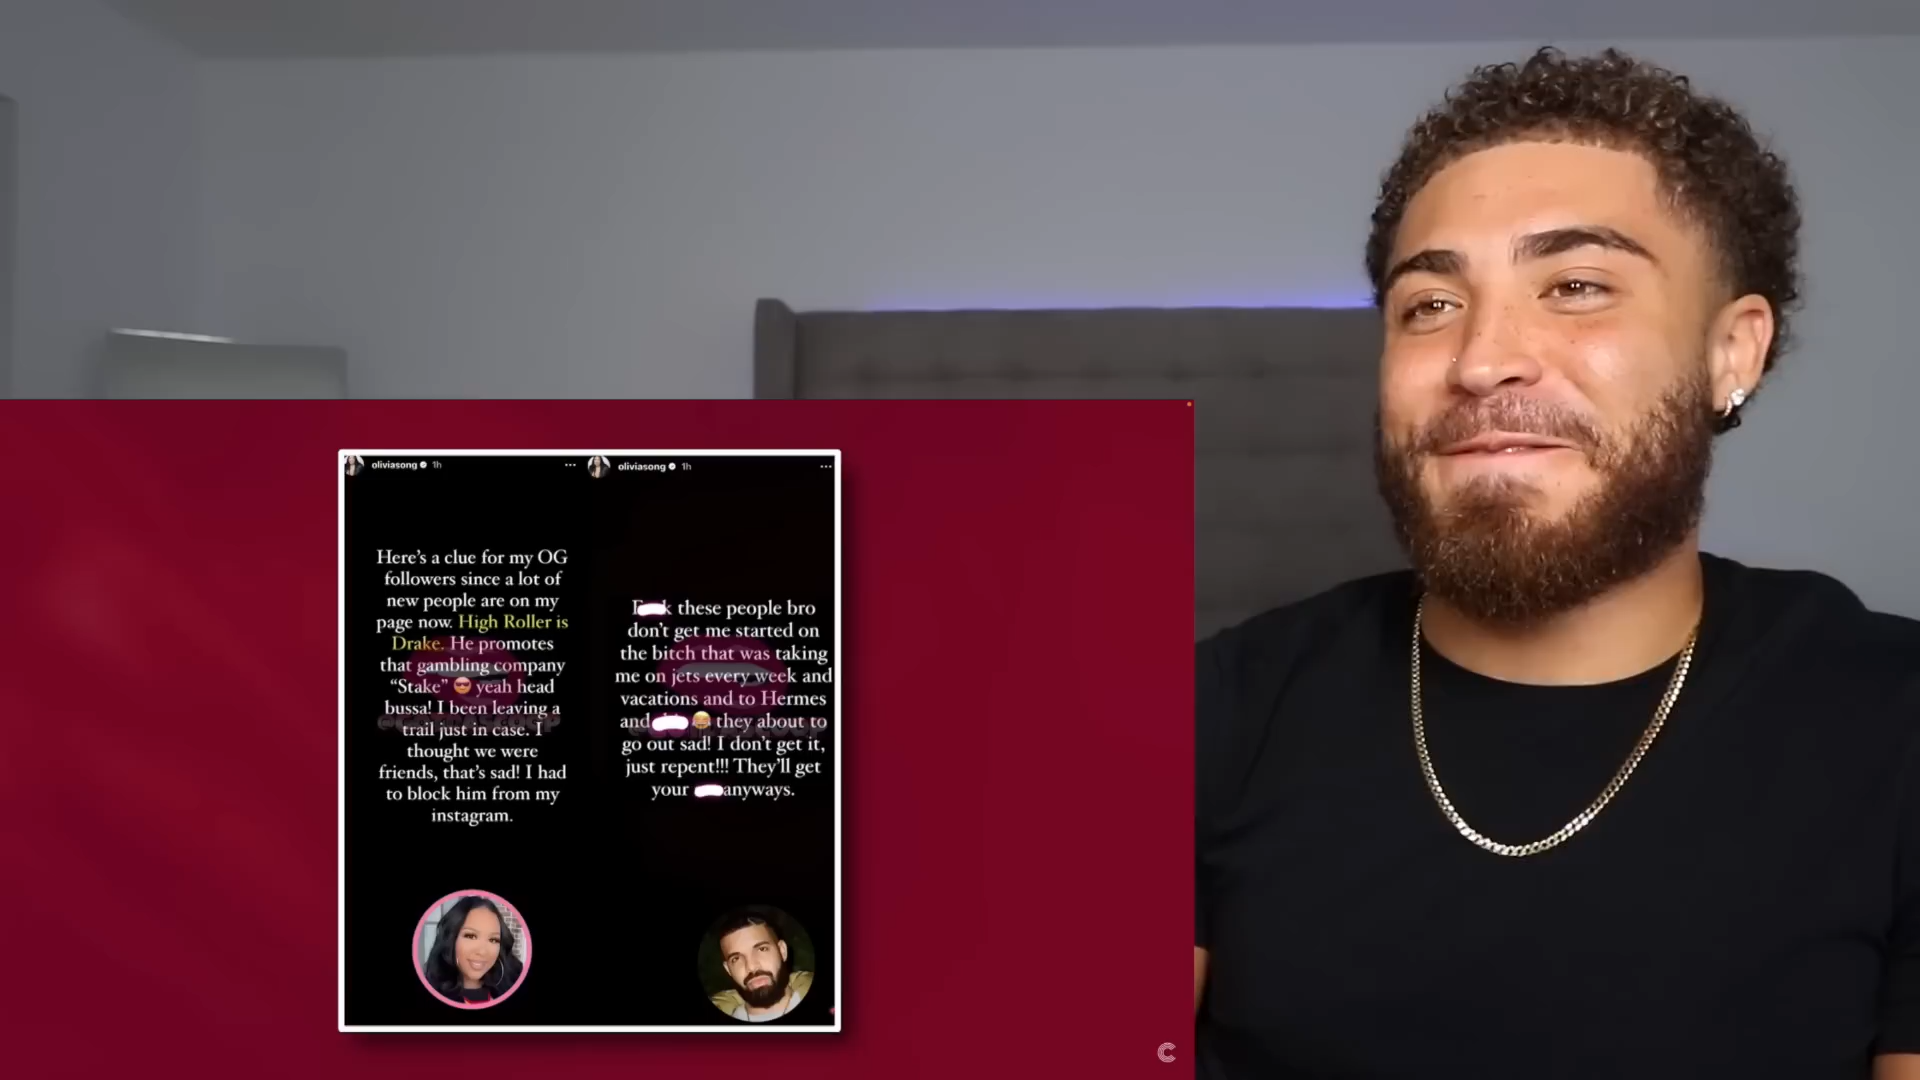 oliviasong 1h
Here's a clue for my OG
followers since a lot of
new people are on my
page now. High Roller is
Drake. He promotes
that gambling company
“Stake” 😎 yeah head
bussa! I been leaving a
trail just in case. I
thought we were
friends, that's sad! I had
to block him from my
instagram.
oliviasong 1h
these people bro
don't get me started on
the bitch that was taking
me on jets every week and
vacations and to Hermes
and they about to
go out sad! I don't get it,
just repent!!! They'll get
your anyways.